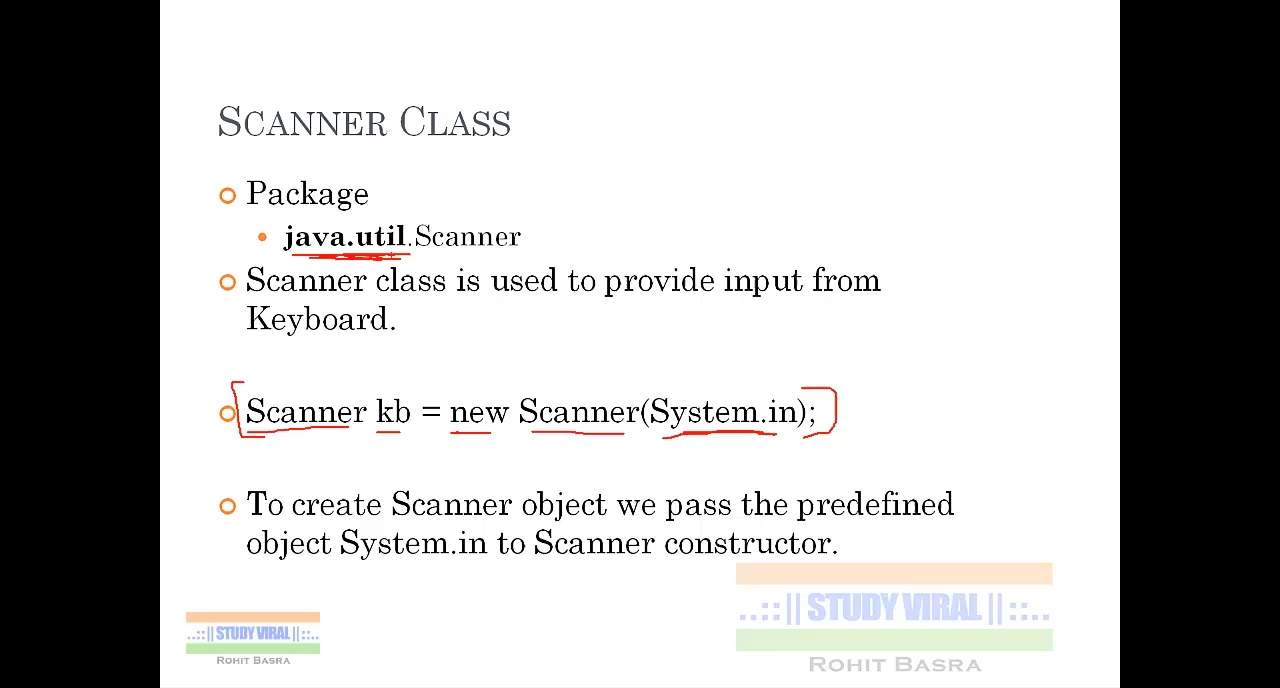 SCANNER CLASS
Package
java.util.Scanner
Scanner class is used to provide input from
Keyboard.
Scanner kb = new Scanner(System.in);
To create Scanner object we pass the predefined
object System.in to Scanner constructor.
..::|| STUDY VIRAL ||::..
ROHIT BASRA
..::|| STUDY VIRAL ||::..
ROHIT BASRA